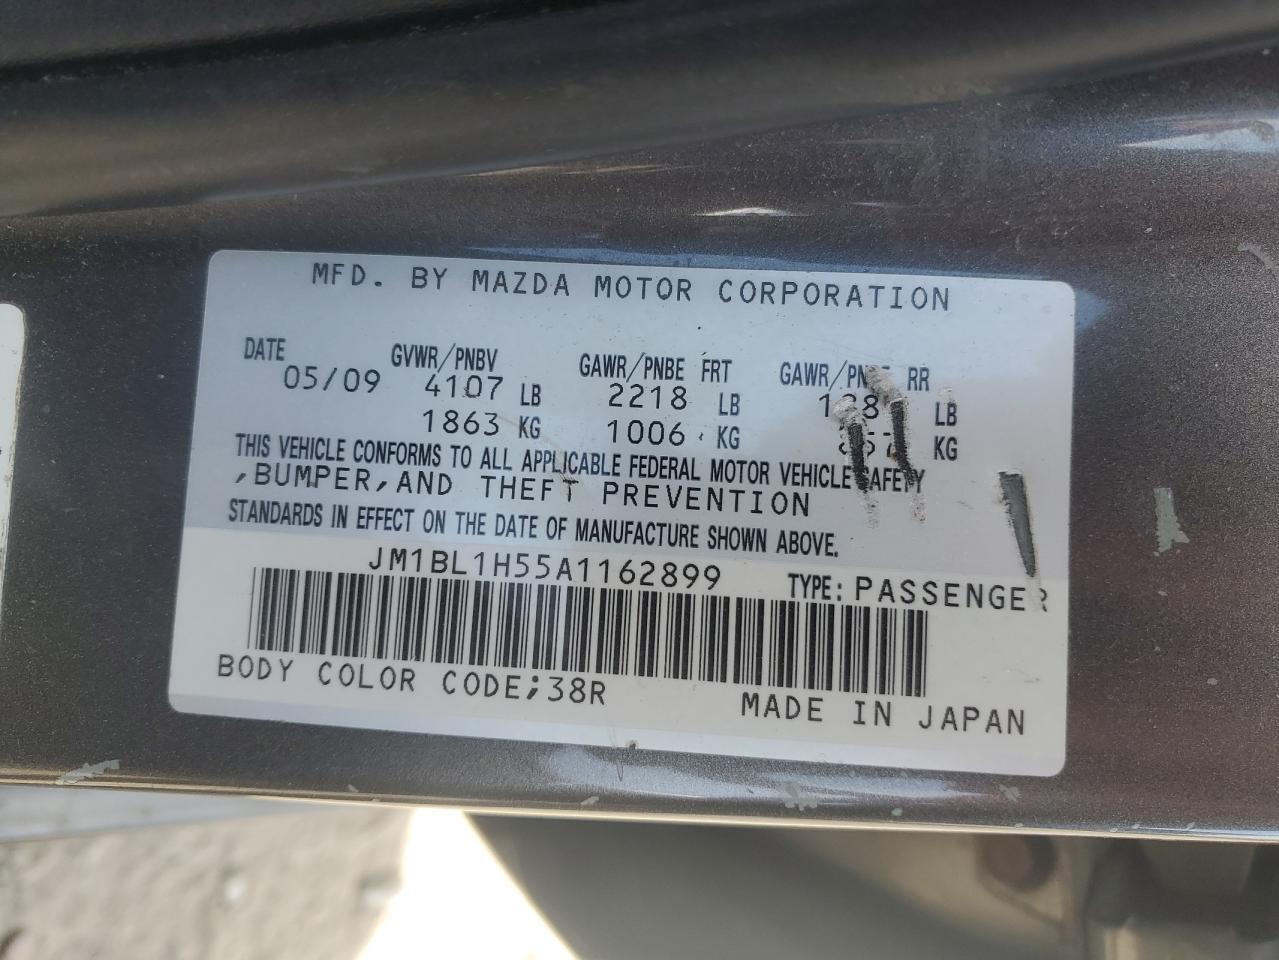 MFD. BY MAZDA MOTOR CORPORATION
DATE GVWR/PNBV GAWR/PNBE FRT GAWR/ RR
05/09 4107 LB 2218 LB LB
1863 KG 1006 KG KG
THIS VEHICLE CONFORMS TO ALL APPLICABLE FEDERAL MOTOR VEHICLE SAFETY
,BUMPER,AND THEFT PREVENTION
STANDARDS IN EFFECT ON THE DATE OF MANUFACTURE SHOWN ABOVE.
JM1BL1H55A1162899 TYPE: PASSENGER
BODY COLOR CODE;38R MADE IN JAPAN